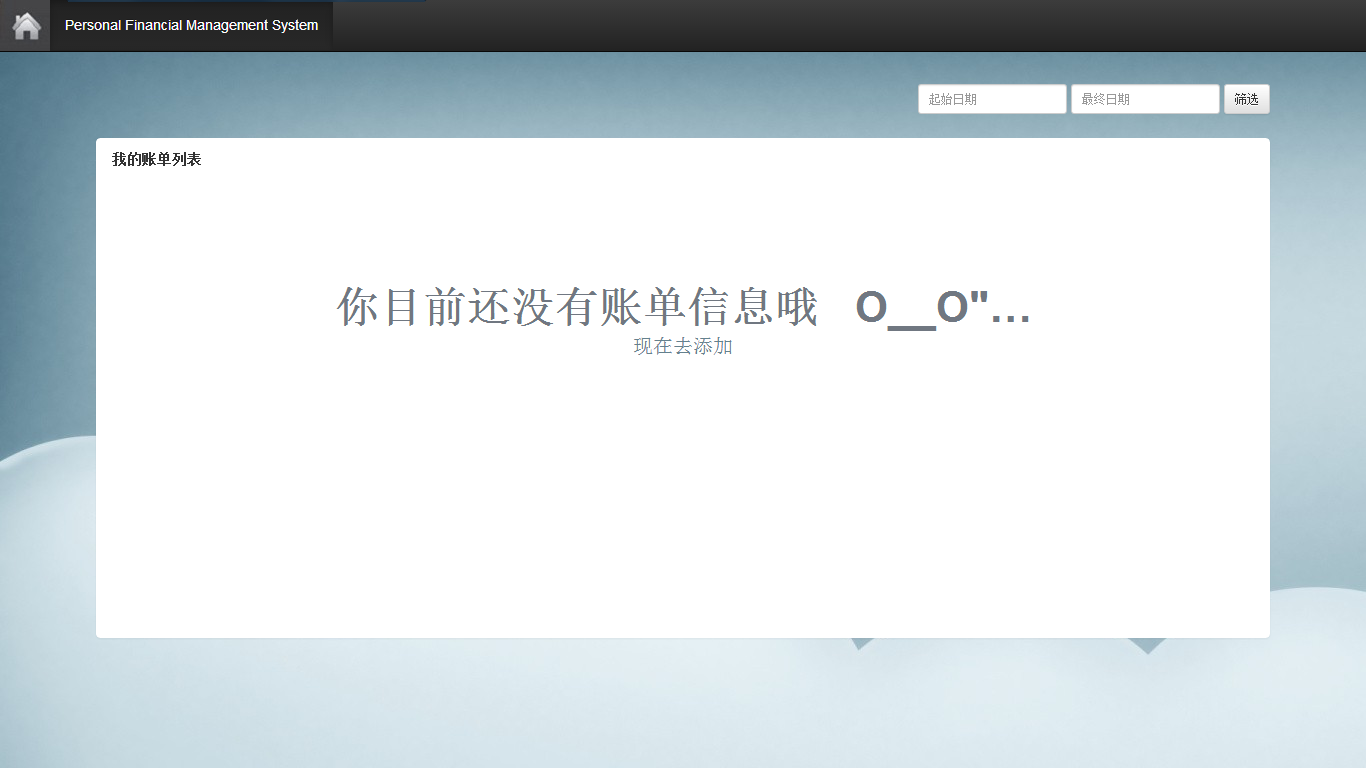 Personal Financial Management System
起始日期 最终日期 筛选
我的账单列表
你目前还没有账单信息哦 O__O"…
现在去添加